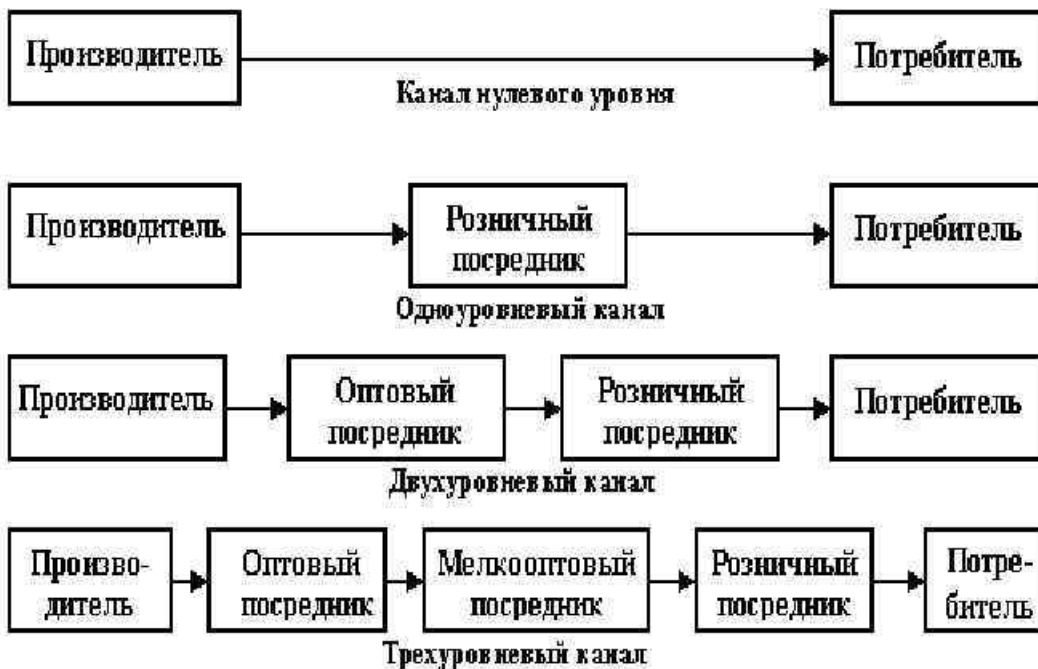 Производитель
Потребитель
Канал нулевого уровня
Производитель
Розничный
посредник
Потребитель
Одноуровневый канал
Производитель
Оптовый
посредник
Розничный
посредник
Потребитель
Двухуровневый канал
Произво-
дитель
Оптовый
посредник
Мелкооптовый
посредник
Розничный
посредник
Потре-
битель
Трехуровневый канал